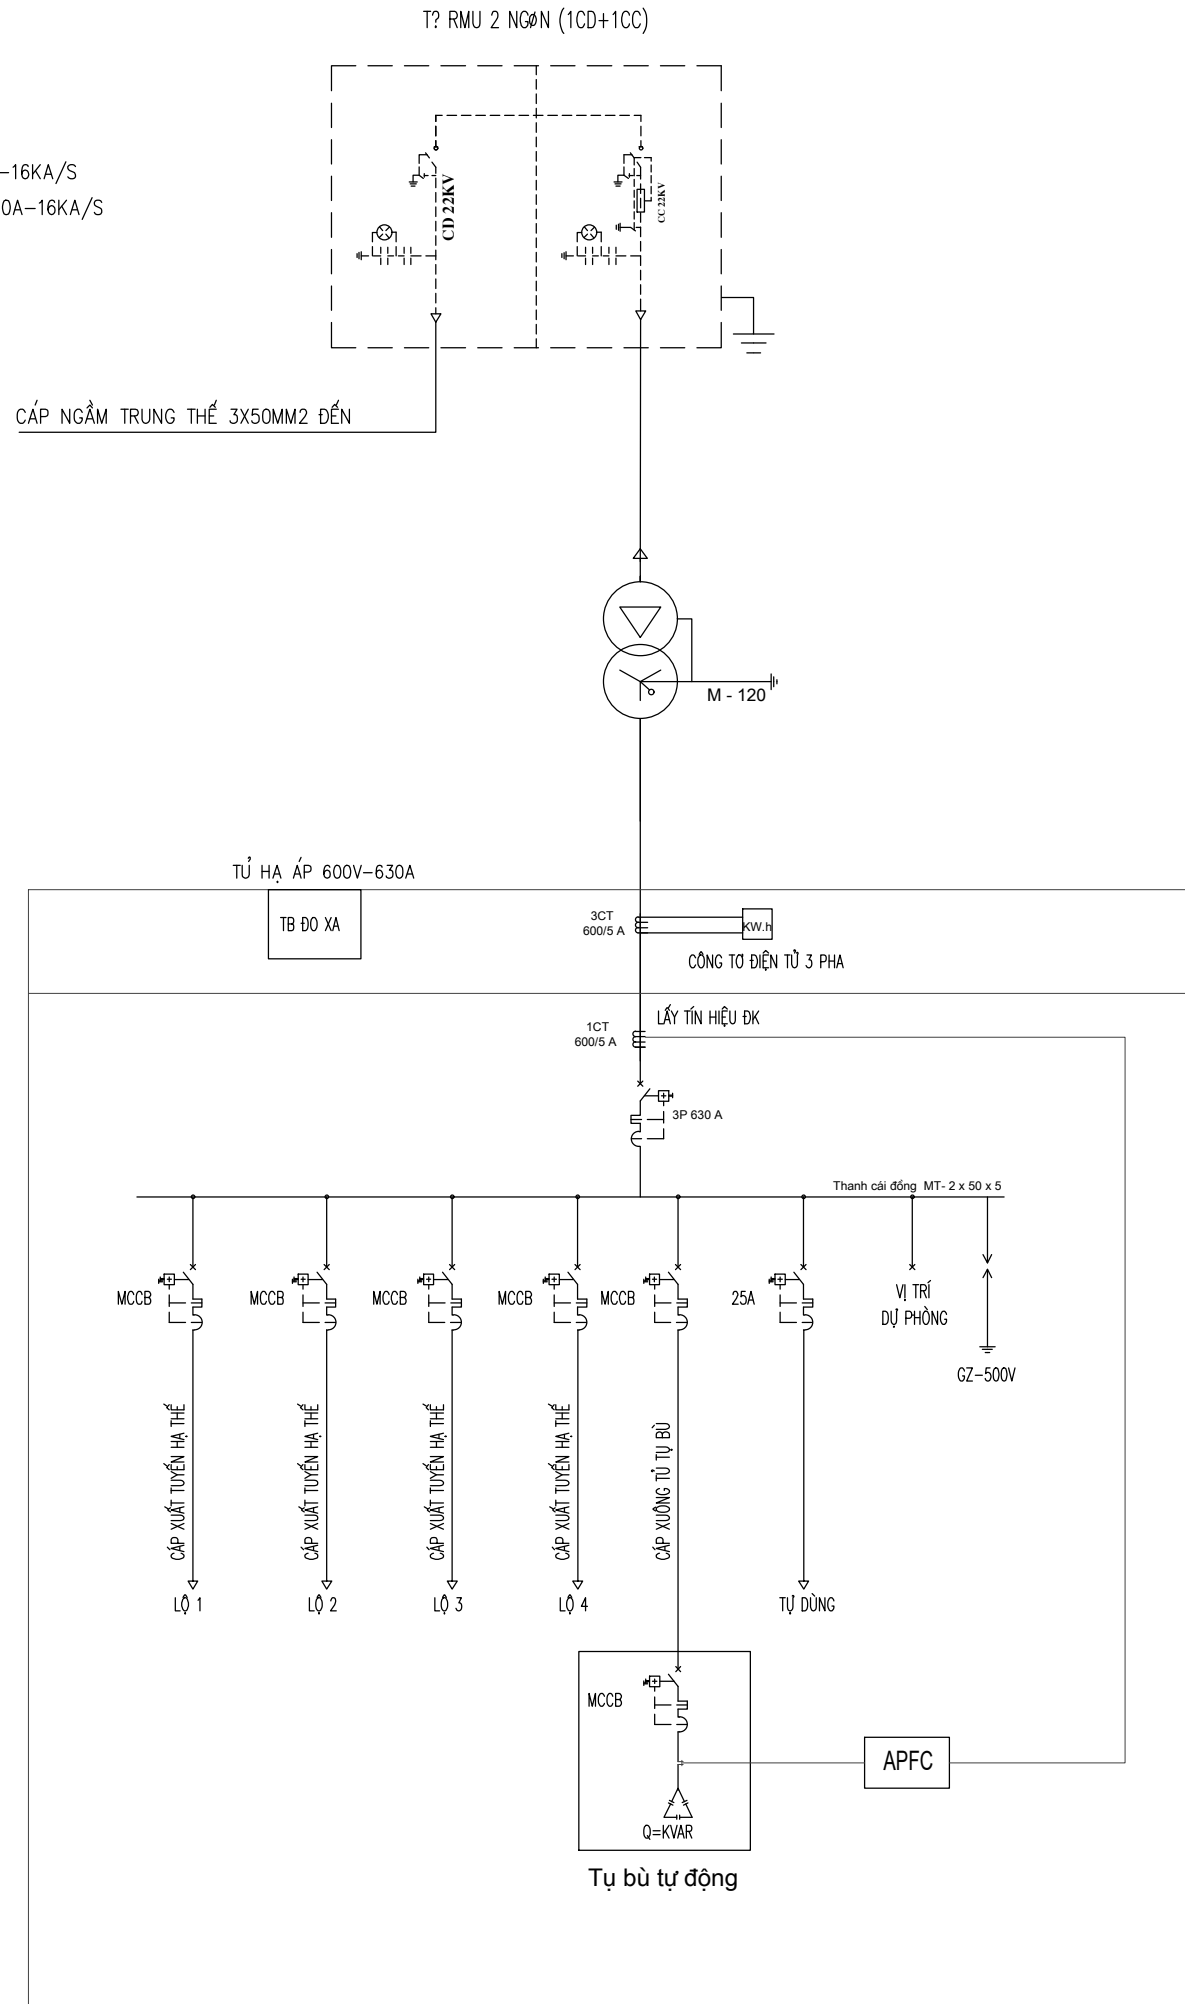 T? RMU 2 NGØN (1CD+1CC)
-16KA/S
0A-16KA/S
CD 22KV
CC 22KV
CÁP NGẦM TRUNG THẾ 3X50MM2 ĐẾN
M - 120
TỦ HẠ ÁP 600V-630A
TB ĐO XA
3CT
600/5 A
KW.h
CÔNG TƠ ĐIỆN TỬ 3 PHA
LẤY TÍN HIỆU ĐK
1CT
600/5 A
3P 630 A
Thanh cái đồng MT- 2 x 50 x 5
MCCB
MCCB
MCCB
MCCB
MCCB
25A
VỊ TRÍ
DỰ PHÒNG
GZ-500V
CÁP XUẤT TUYẾN HẠ THẾ
CÁP XUẤT TUYẾN HẠ THẾ
CÁP XUẤT TUYẾN HẠ THẾ
CÁP XUẤT TUYẾN HẠ THẾ
CÁP XUÔNG TỦ TỤ BÙ
LỘ 1
LỘ 2
LỘ 3
LỘ 4
TỰ DÙNG
MCCB
APFC
Q=KVAR
Tụ bù tự động